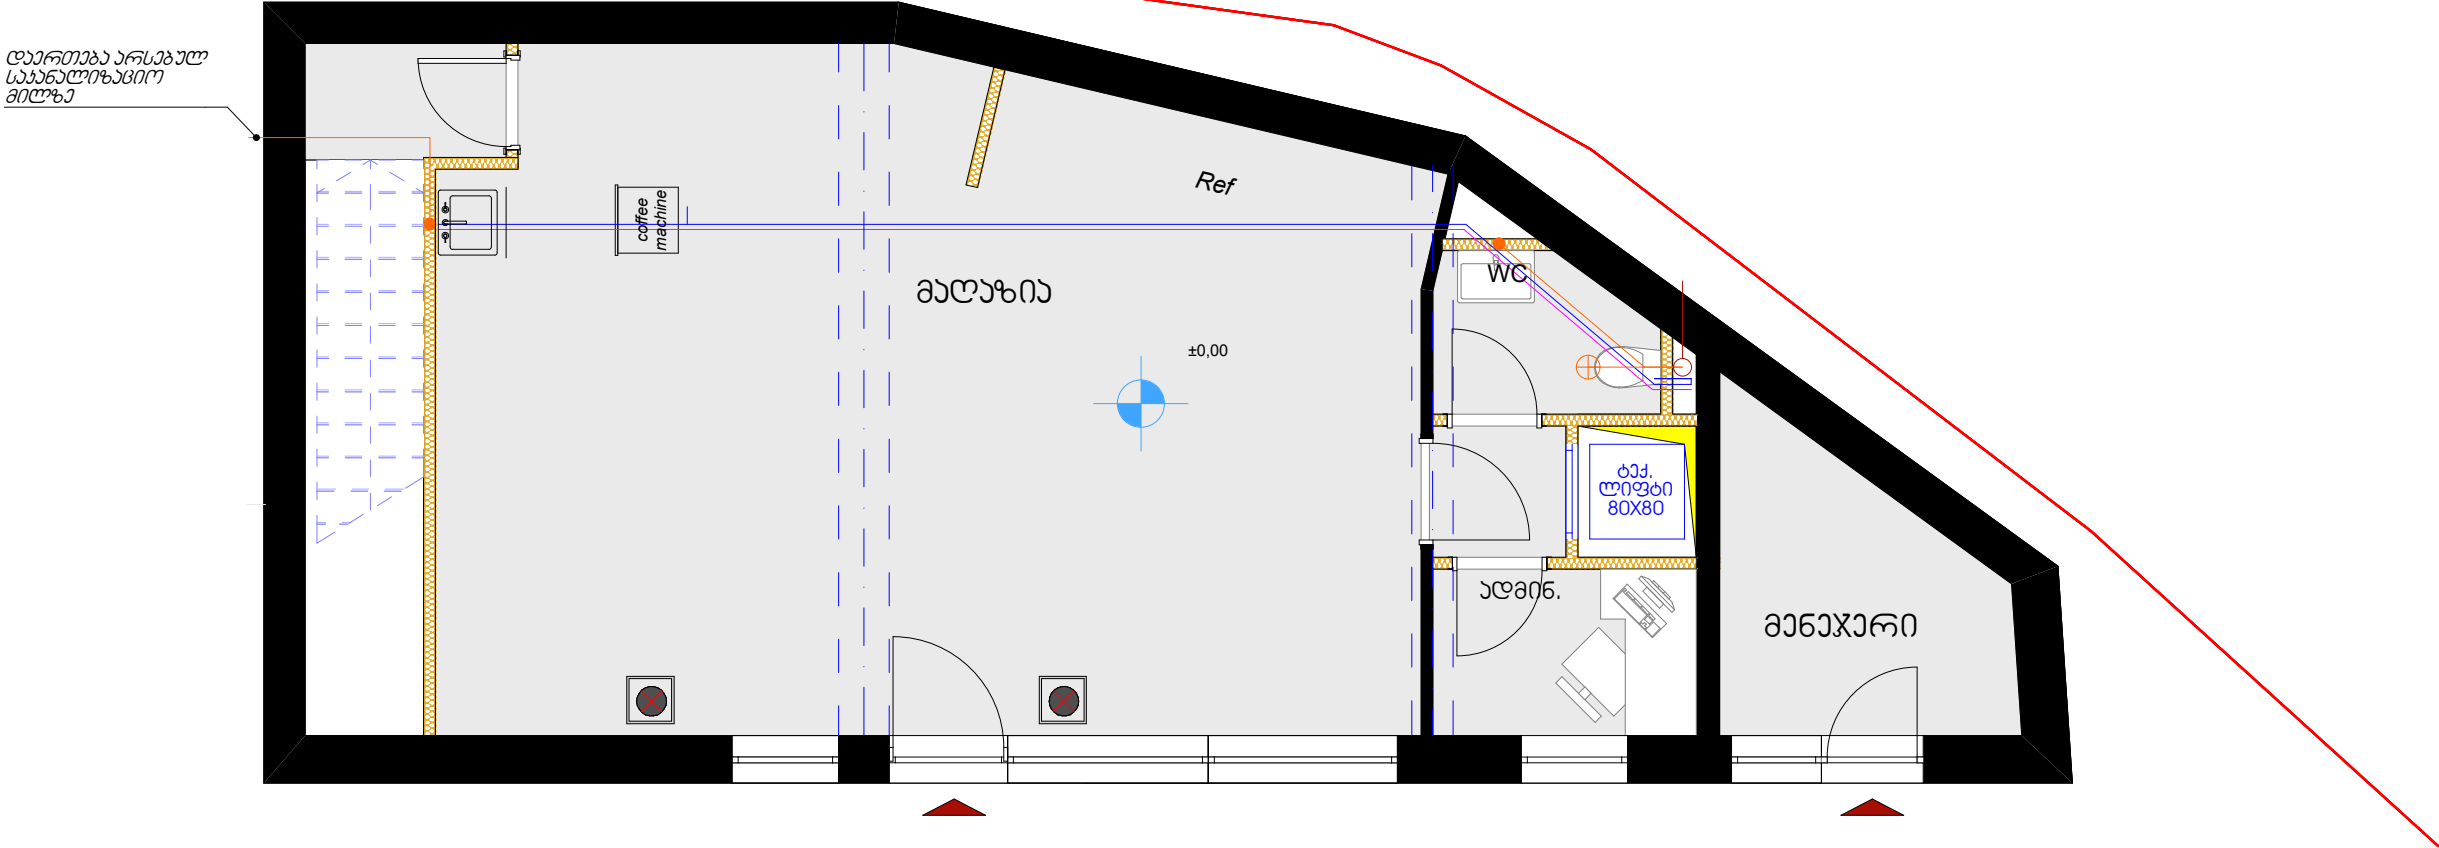 დაერთება არსებულ
საკანალიზაციო
მილზე
coffee
machine
Ref
მაღაზია
±0,00
WC
ტექ.
ლიფტი
80X80
ადმინ.
მენეჯერი